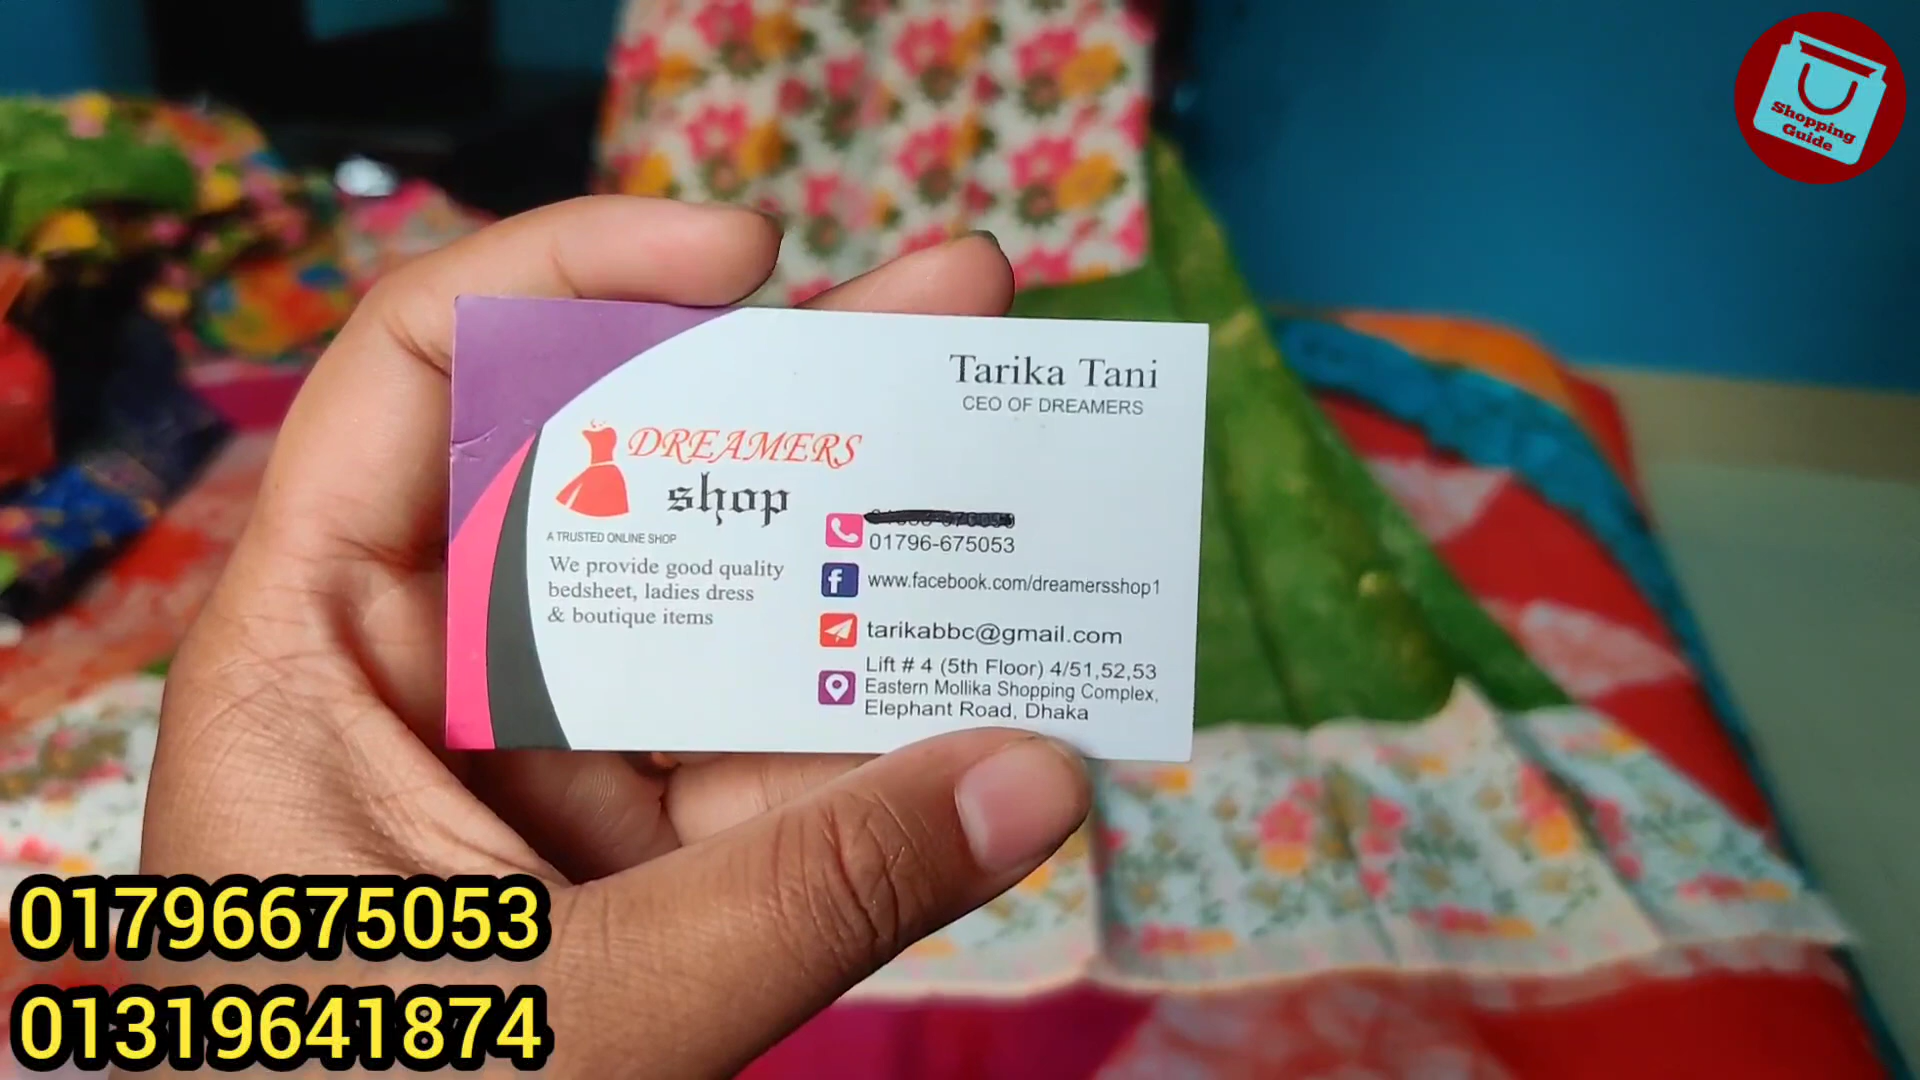 Shopping
Guide
Tarika Tani
CEO OF DREAMERS
DREAMERS
shop
A TRUSTED ONLINE SHOP
We provide good quality
bedsheet, ladies dress
& boutique items
01796-675053
www.facebook.com/dreamersshop1
tarikabbc@gmail.com
Lift # 4 (5th Floor) 4/51,52,53
Eastern Mollika Shopping Complex,
Elephant Road, Dhaka
01796675053
01319641874